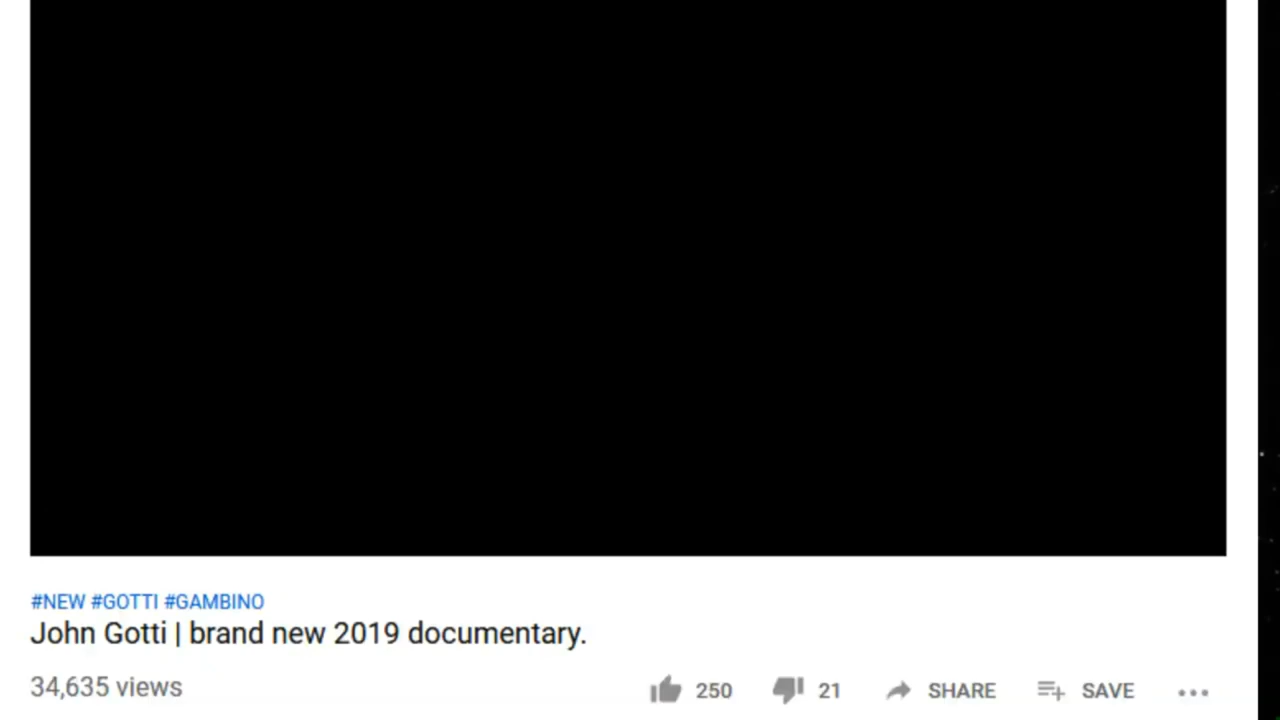 #NEW #GOTTI #GAMBINO
John Gotti | brand new 2019 documentary.
34,635 views 250 21 SHARE SAVE